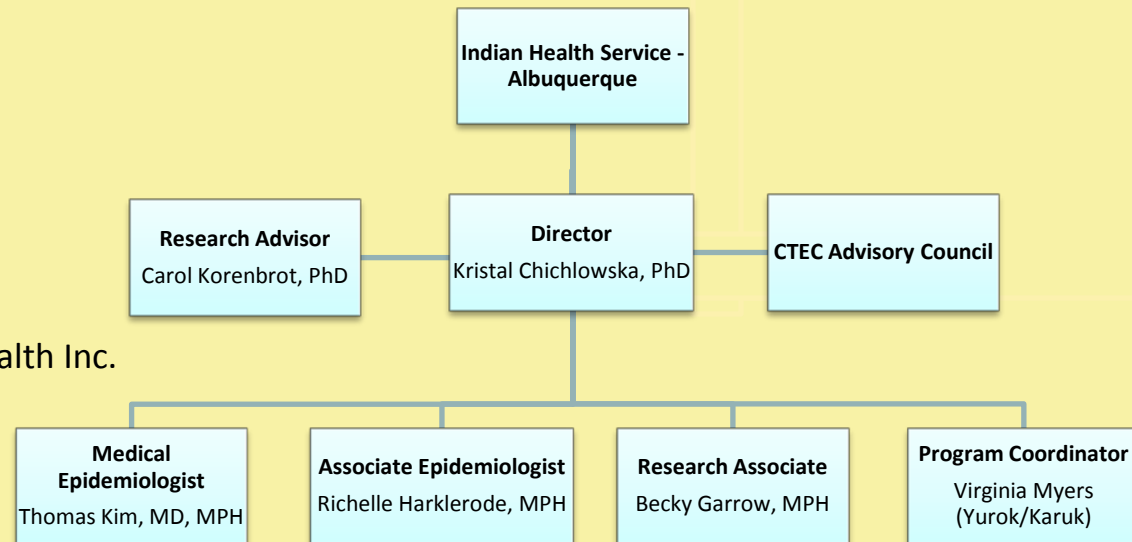 Indian Health Service -
Albuquerque
Research Advisor
Carol Korenbrot, PhD
Director
Kristal Chichlowska, PhD
CTEC Advisory Council
alth Inc.
Medical
Epidemiologist
Thomas Kim, MD, MPH
Associate Epidemiologist
Richelle Harklerode, MPH
Research Associate
Becky Garrow, MPH
Program Coordinator
Virginia Myers
(Yurok/Karuk)